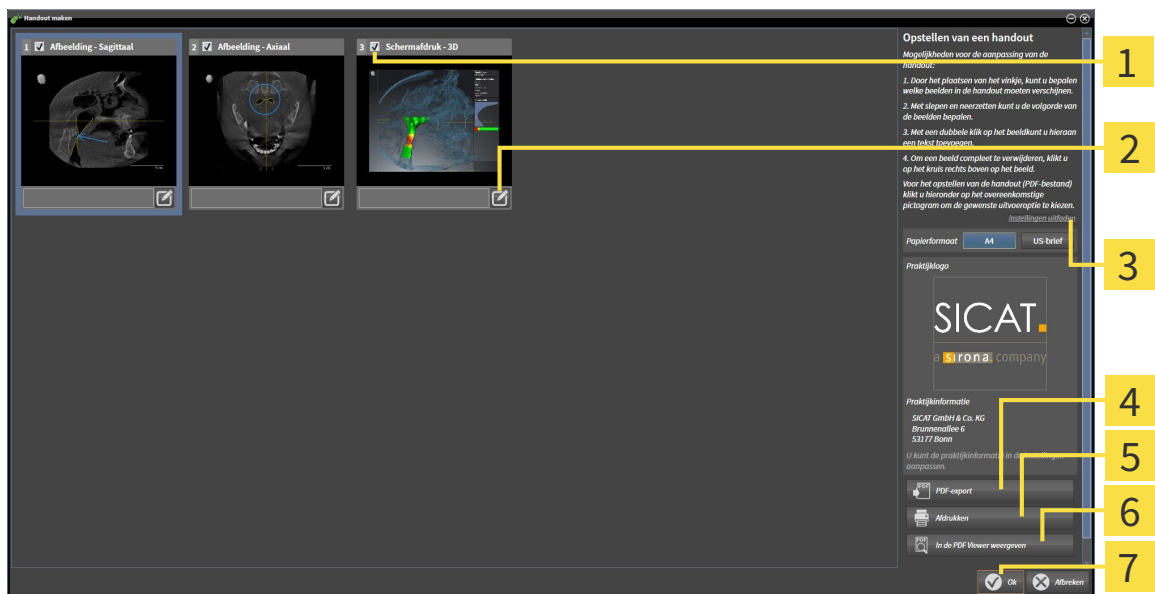 Handout maken
1 Afbeelding - Sagittaal
2 Afbeelding - Axiaal
3 Schermafdruk - 3D
Opstellen van een handout
Mogelijkheden voor de aanpassing van de
handout:
1. Door het plaatsen van het vinkje, kunt u bepalen
welke beelden in de handout moeten verschijnen.
2. Met slepen en neerzetten kunt u de volgorde van
de beelden bepalen.
3. Met een dubbele klik op het beeldkunt u hieraan
een tekst toevoegen.
4. Om een beeld compleet te verwijderen, klikt u
op het kruis rechts boven op het beeld.
Voor het opstellen van de handout (PDF-bestand)
klikt u hieronder op het overeenkomstige
pictogram om de gewenste uitvoeroptie te kiezen.
Instellingen uitfaden
Papierformaat A4 US-brief
Praktijklogo
SICAT.
a sirona. company
Praktijkinformatie
SICAT GmbH & Co. KG
Brunnenallee 6
53177 Bonn
U kunt de praktijkinformatie in de instellingen
aanpassen.
PDF PDF-export
Afdrukken
PDF In de PDF Viewer weergeven
Ok Afbreken
1
2
3
4
5
6
7